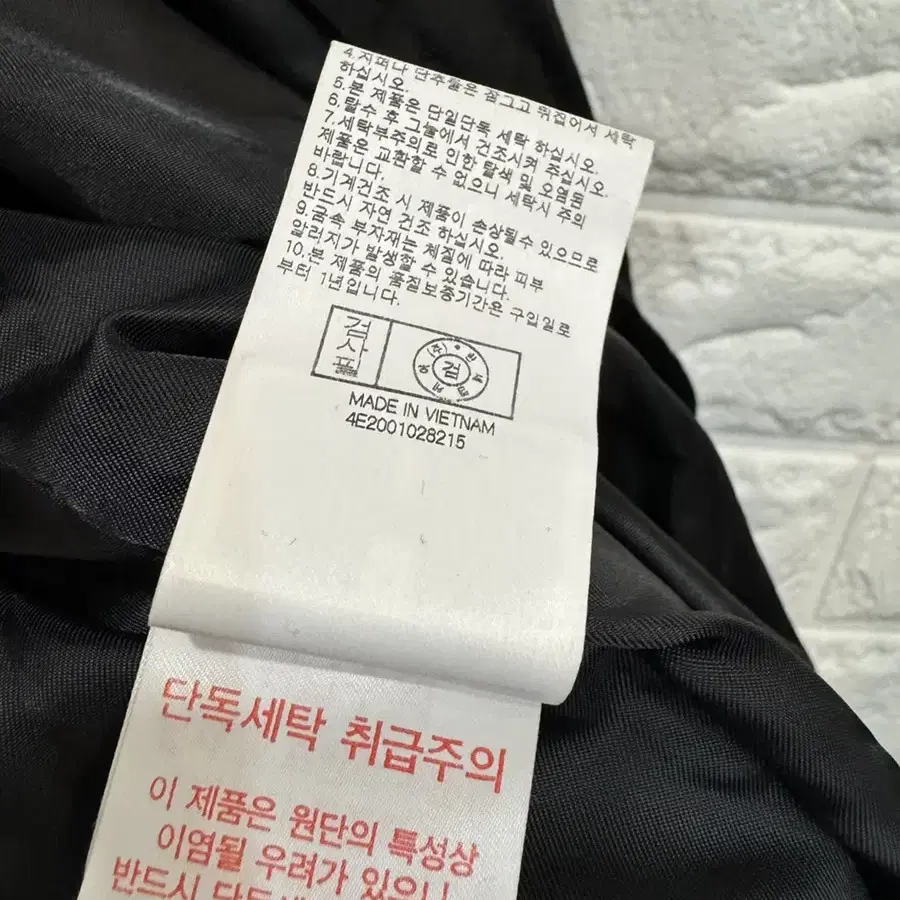 4.지퍼나 단추들은 잠그고 뒤집어서 세탁
하십시오.
5.본 제품은 단일단독 세탁 하십시오.
6.탈수 후 그늘에서 건조시켜 주십시오.
7.세탁부주의로 인한 탈색 및 오염된
제품은 교환할 수 없으니 세탁시 주의
바랍니다.
8.기계건조 시 제품이 손상될수 있으므로
반드시 자연 건조 하십시오.
9.금속 부자재는 체질에 따라 피부
알러지가 발생할 수 있습니다.
10.본 제품의 품질보증기간은 구입일로
부터 1년입니다.
검사필
검
MADE IN VIETNAM
4E2001028215
단독세탁 취급주의
이 제품은 원단의 특성상
이염될 우려가 있으니
반드시 단독세